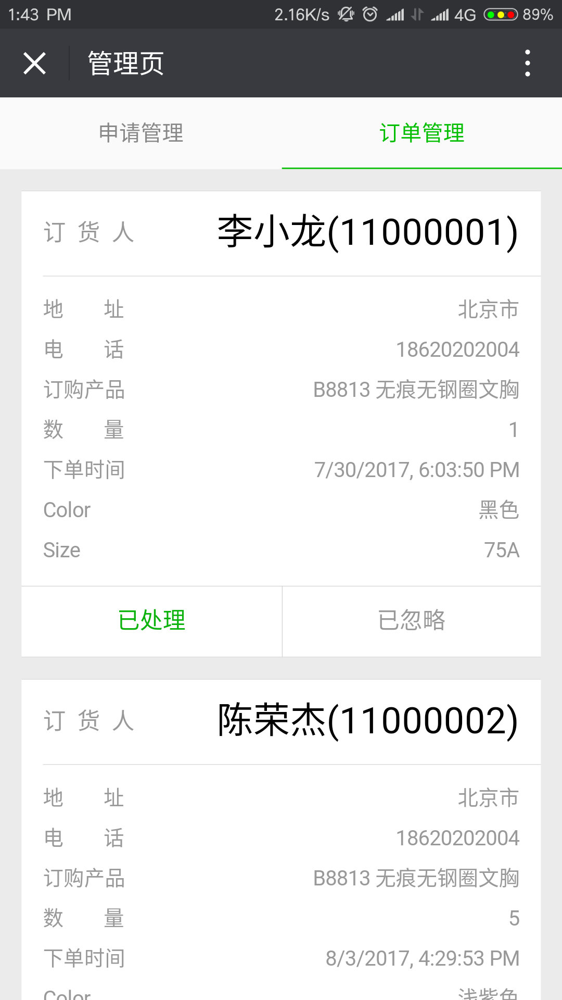 1:43 PM 2.16K/s 4G 89%
管理页
申请管理 订单管理
订 货 人 李小龙(11000001)
地 址 北京市
电 话 18620202004
订购产品 B8813 无痕无钢圈文胸
数 量 1
下单时间 7/30/2017, 6:03:50 PM
Color 黑色
Size 75A
已处理 已忽略
订 货 人 陈荣杰(11000002)
地 址 北京市
电 话 18620202004
订购产品 B8813 无痕无钢圈文胸
数 量 5
下单时间 8/3/2017, 4:29:53 PM
Color 浅紫色